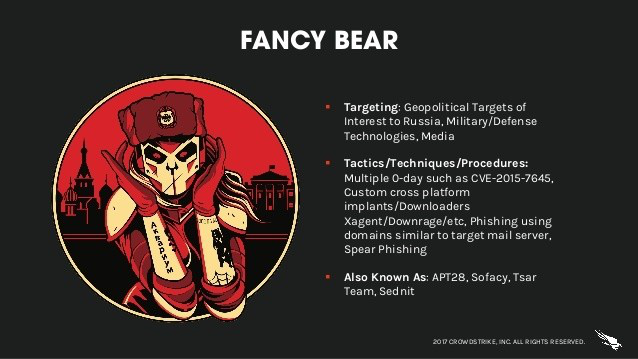 FANCY BEAR
Targeting: Geopolitical Targets of
Interest to Russia, Military/Defense
Technologies, Media
Tactics/Techniques/Procedures:
Multiple 0-day such as CVE-2015-7645,
Custom cross platform
implants/Downloaders
Xagent/Downrage/etc, Phishing using
domains similar to target mail server,
Spear Phishing
Also Known As: APT28, Sofacy, Tsar
Team, Sednit
Аквариум
2017 CROWDSTRIKE, INC. ALL RIGHTS RESERVED.